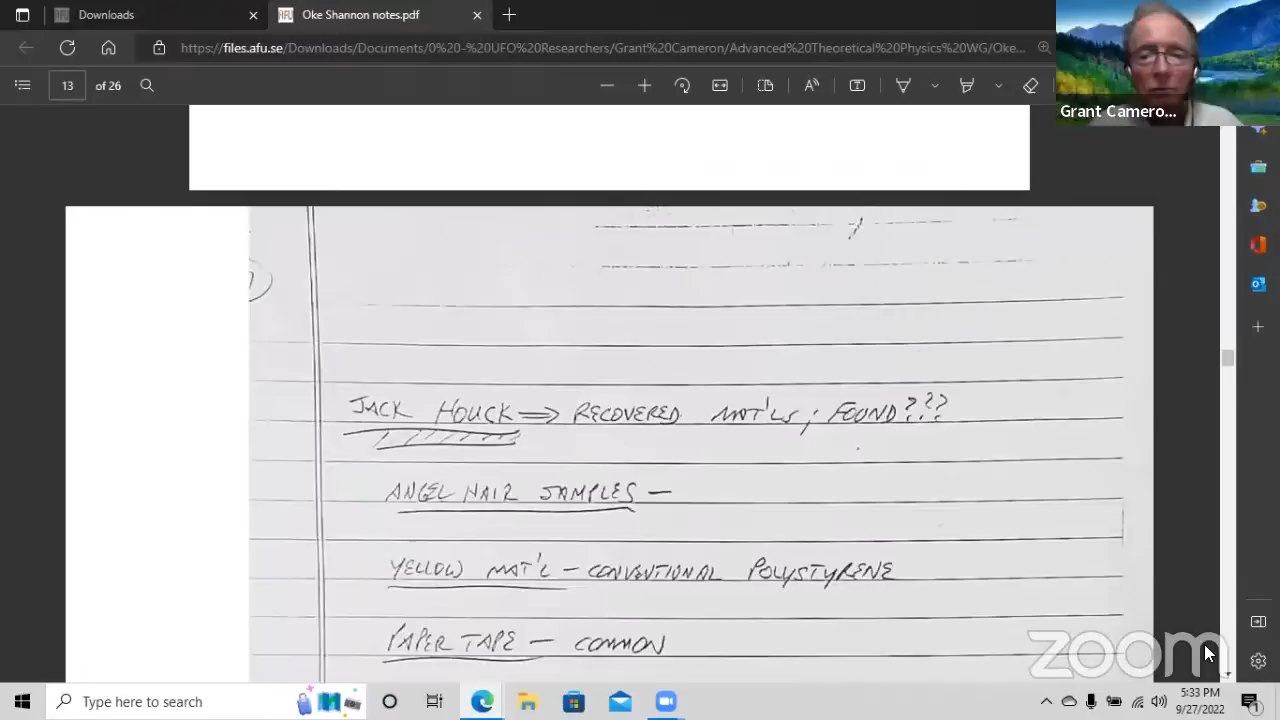 Downloads
Oke Shannon notes.pdf
https://files.afu.se/Downloads/Documents/0%20-%20UFO%20Researchers/Grant%20Cameron/Advanced%20Theoretical%20Physics%20WG/Oke...
13 of 26
Grant Camero...
JACK HOUCK ⇒ RECOVERED MAT'LS; FOUND???
ANGEL HAIR SAMPLES —
YELLOW MAT'L - CONVENTIONAL POLYSTYRENE
PAPER TAPE — COMMON
zoom
Type here to search
5:33 PM
9/27/2022